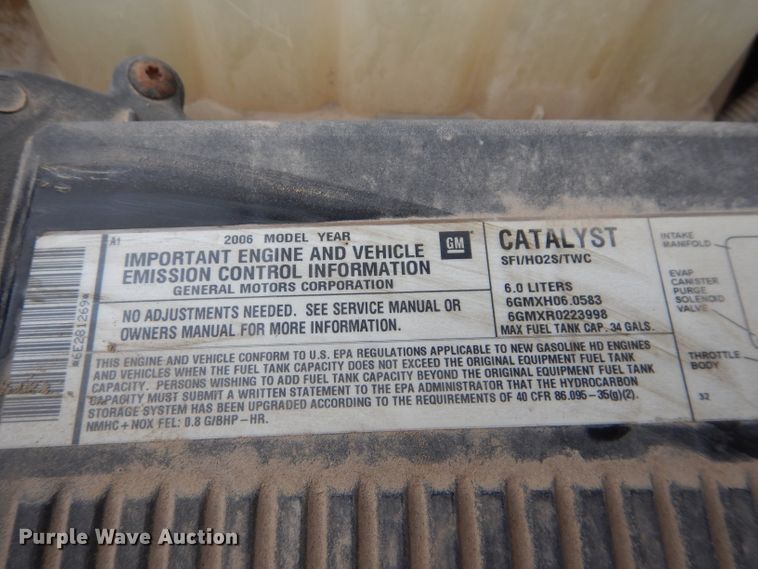 A1
2006 MODEL YEAR
IMPORTANT ENGINE AND VEHICLE
EMISSION CONTROL INFORMATION
GENERAL MOTORS CORPORATION
GM
NO ADJUSTMENTS NEEDED. SEE SERVICE MANUAL OR
OWNERS MANUAL FOR MORE INFORMATION.
CATALYST
SFI/HO2S/TWC
6.0 LITERS
6GMXH06.0583
6GMXR0223998
MAX FUEL TANK CAP. 34 GALS.
THIS ENGINE AND VEHICLE CONFORM TO U.S. EPA REGULATIONS APPLICABLE TO NEW GASOLINE HD ENGINES
AND VEHICLES WHEN THE FUEL TANK CAPACITY DOES NOT EXCEED THE ORIGINAL EQUIPMENT FUEL TANK
CAPACITY. PERSONS WISHING TO ADD FUEL TANK CAPACITY BEYOND THE ORIGINAL EQUIPMENT FUEL TANK
CAPACITY MUST SUBMIT A WRITTEN STATEMENT TO THE EPA ADMINISTRATOR THAT THE HYDROCARBON
STORAGE SYSTEM HAS BEEN UPGRADED ACCORDING TO THE REQUIREMENTS OF 40 CFR 86.095-35(g)(2).
NMHC+NOX FEL: 0.8 G/BHP-HR.
*6E281269*
INTAKE
MANIFOLD
EVAP
CANISTER
PURGE
SOLENOID
VALVE
THROTTLE
BODY
32
Purple Wave Auction